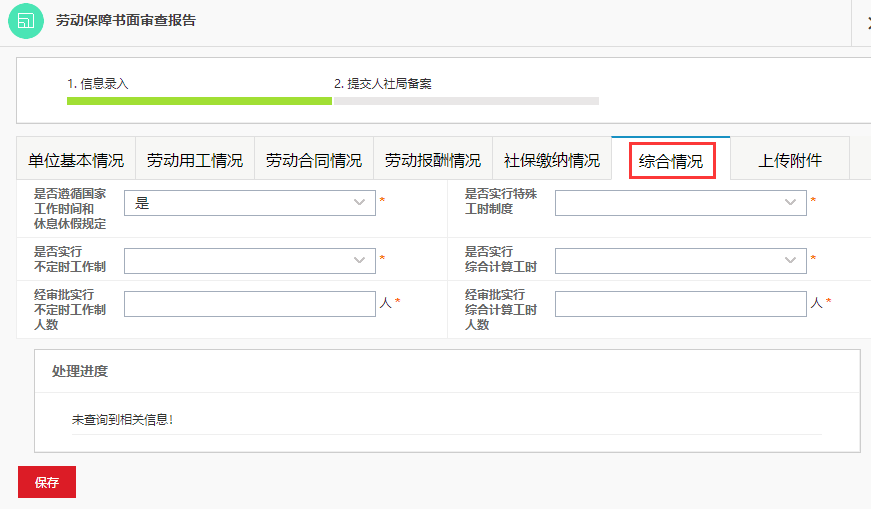 劳动保障书面审查报告
1. 信息录入
2. 提交人社局备案
单位基本情况 劳动用工情况 劳动合同情况 劳动报酬情况 社保缴纳情况 综合情况 上传附件
是否遵循国家
工作时间和
休息休假规定
是 *
是否实行特殊
工时制度
*
是否实行
不定时工作制
*
是否实行
综合计算工时
*
经审批实行
不定时工作制
人数
人 *
经审批实行
综合计算工时
人数
人 *
处理进度
未查询到相关信息!
保存